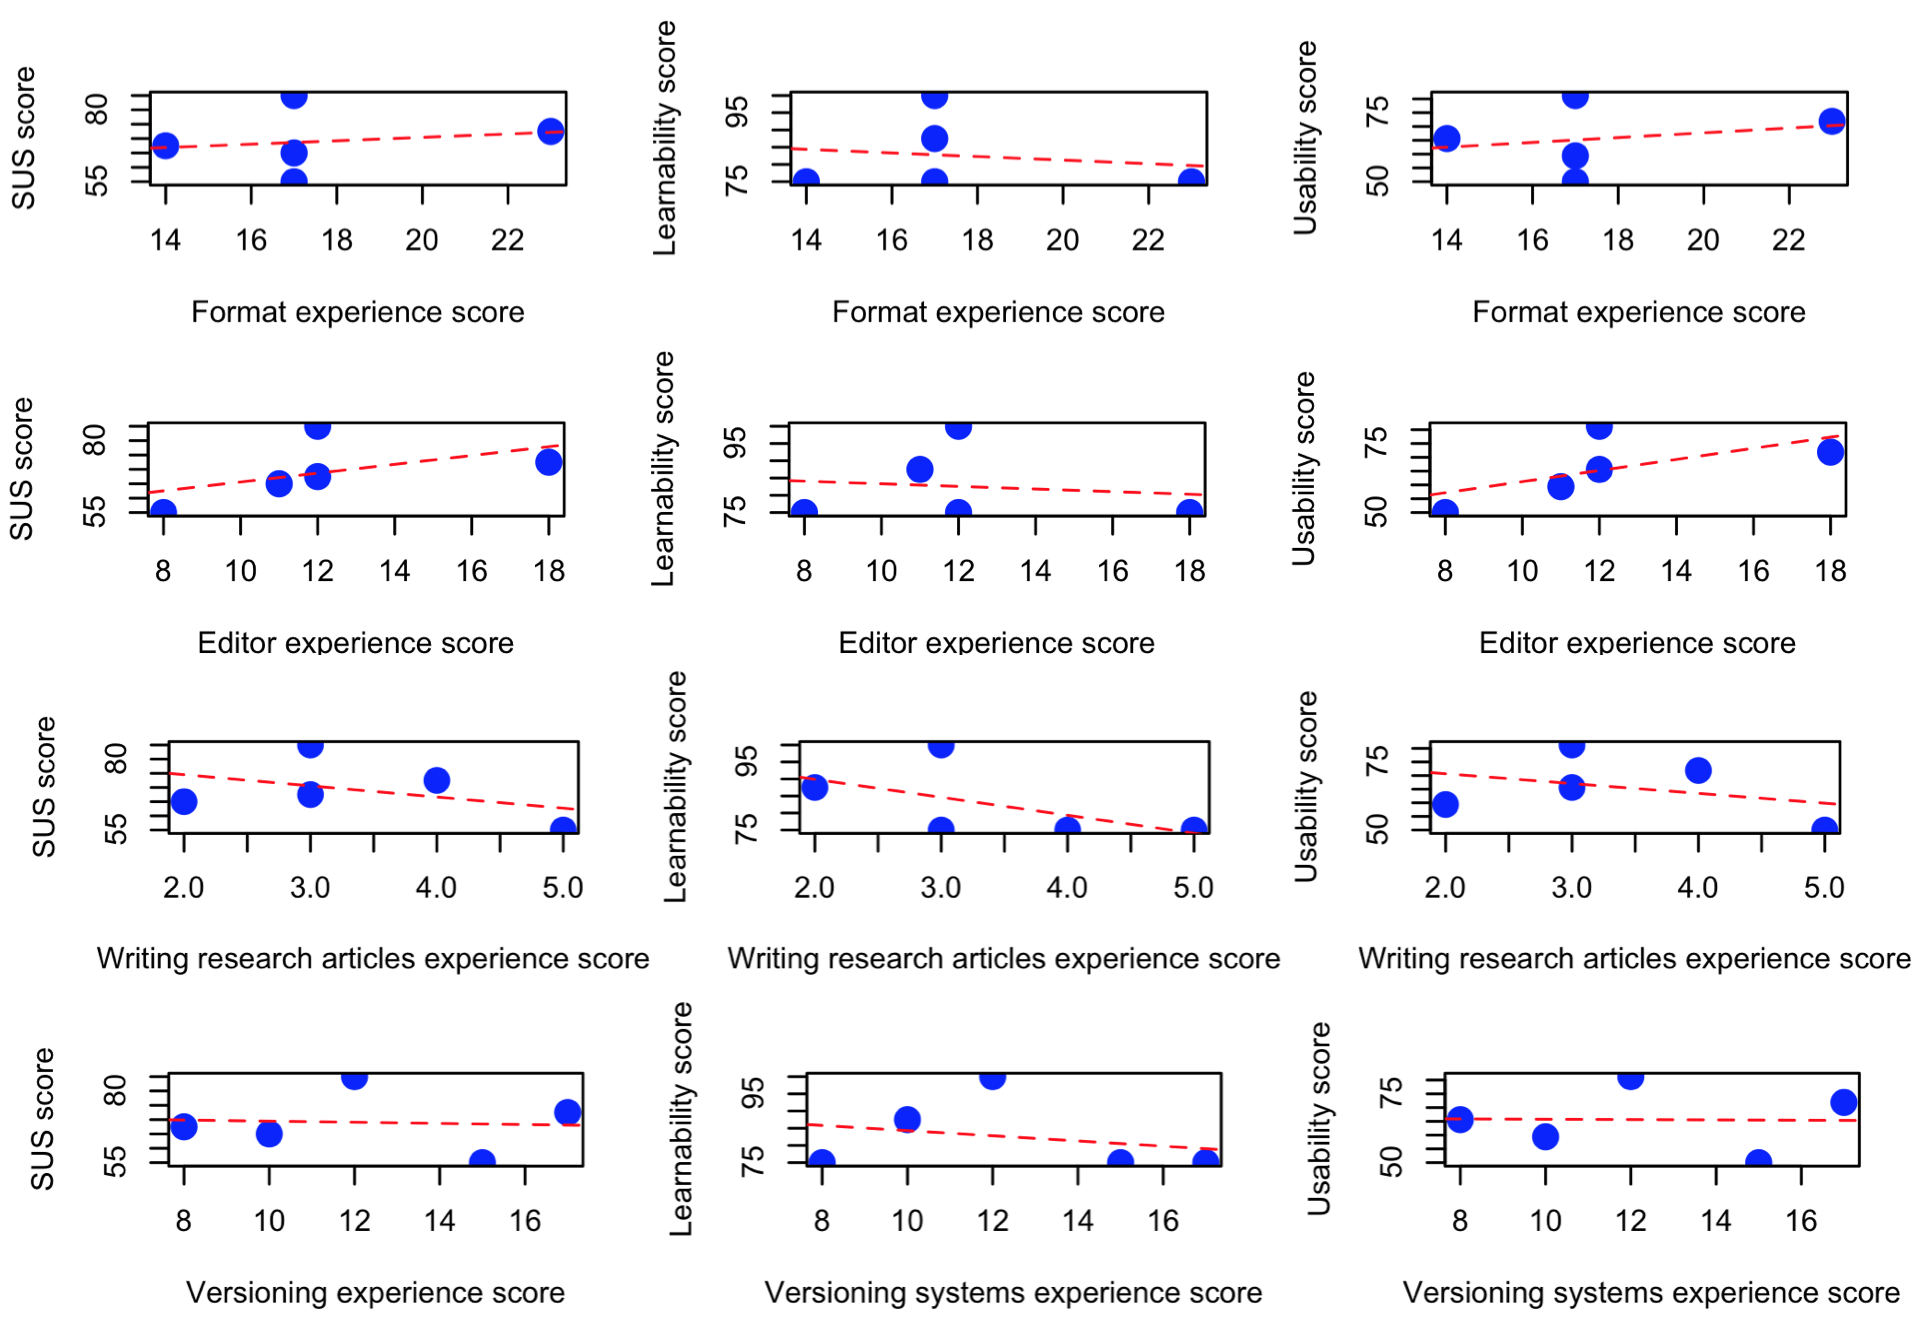 SUS score
80
55
14 16 18 20 22
Format experience score
Learnability score
95
75
14 16 18 20 22
Format experience score
Usability score
75
50
14 16 18 20 22
Format experience score
SUS score
80
55
8 10 12 14 16 18
Editor experience score
Learnability score
95
75
8 10 12 14 16 18
Editor experience score
Usability score
75
50
8 10 12 14 16 18
Editor experience score
SUS score
80
55
2.0 3.0 4.0 5.0
Writing research articles experience score
Learnability score
95
75
2.0 3.0 4.0 5.0
Writing research articles experience score
Usability score
75
50
2.0 3.0 4.0 5.0
Writing research articles experience score
SUS score
80
55
8 10 12 14 16
Versioning experience score
Learnability score
95
75
8 10 12 14 16
Versioning systems experience score
Usability score
75
50
8 10 12 14 16
Versioning systems experience score